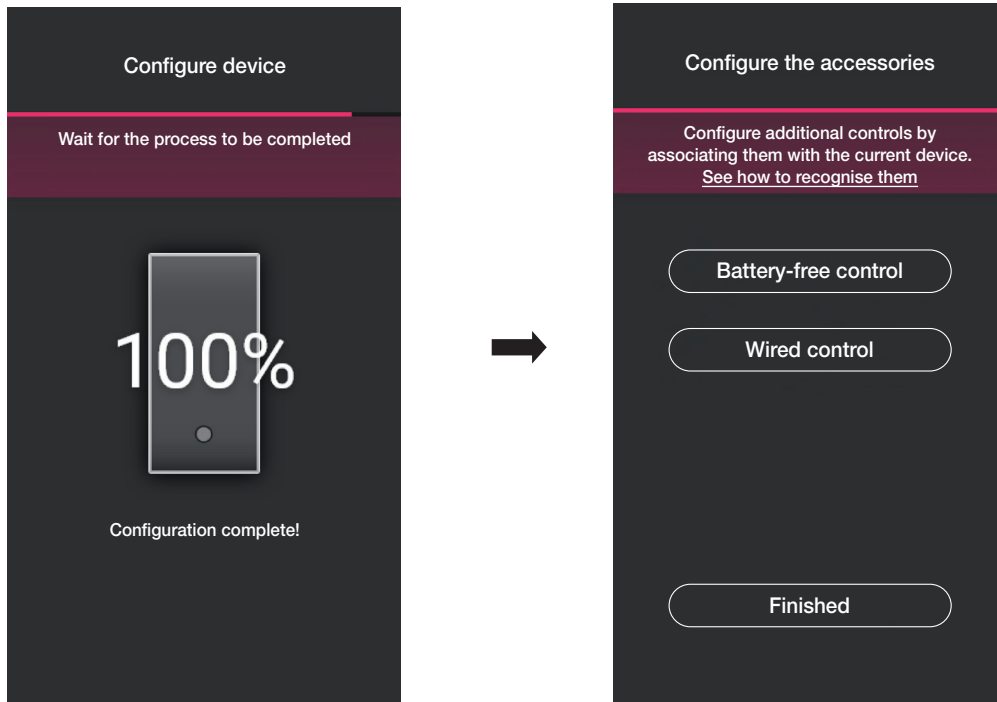 Configure device
Wait for the process to be completed
100%
Configuration complete!
Configure the accessories
Configure additional controls by
associating them with the current device.
See how to recognise them
Battery-free control
Wired control
Finished